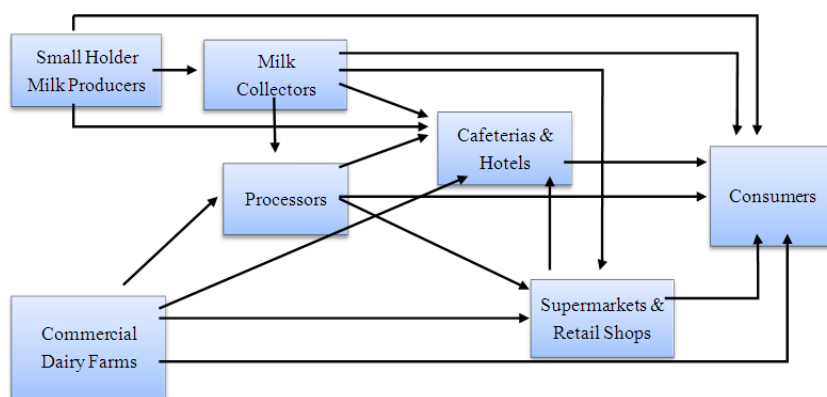 Small Holder
Milk Producers
Milk
Collectors
Cafeterias &
Hotels
Processors
Consumers
Supermarkets &
Retail Shops
Commercial
Dairy Farms